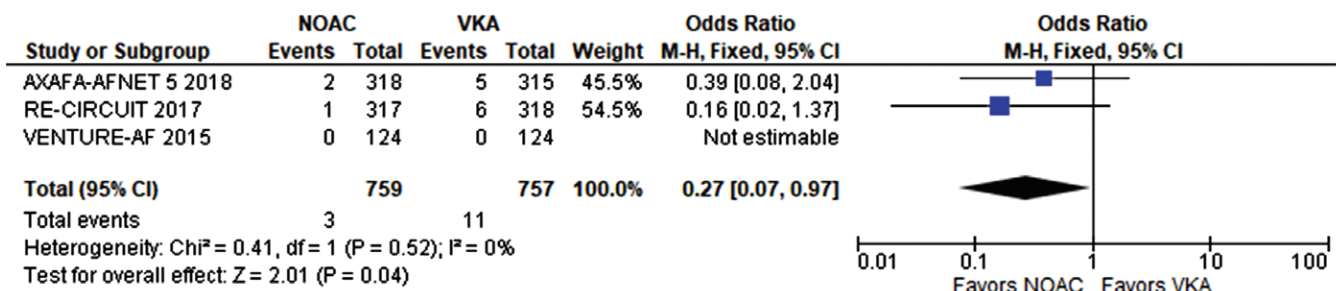 NOAC VKA Odds Ratio Odds Ratio
Study or Subgroup Events Total Events Total Weight M-H, Fixed, 95% CI M-H, Fixed, 95% CI
AXAFA-AFNET 5 2018 2 318 5 315 45.5% 0.39 [0.08, 2.04]
RE-CIRCUIT 2017 1 317 6 318 54.5% 0.16 [0.02, 1.37]
VENTURE-AF 2015 0 124 0 124 Not estimable
Total (95% CI) 759 757 100.0% 0.27 [0.07, 0.97]
Total events 3 11
Heterogeneity: Chi² = 0.41, df = 1 (P = 0.52); I² = 0%
Test for overall effect: Z = 2.01 (P = 0.04)
0.01 0.1 1 10 100
Favors NOAC Favors VKA